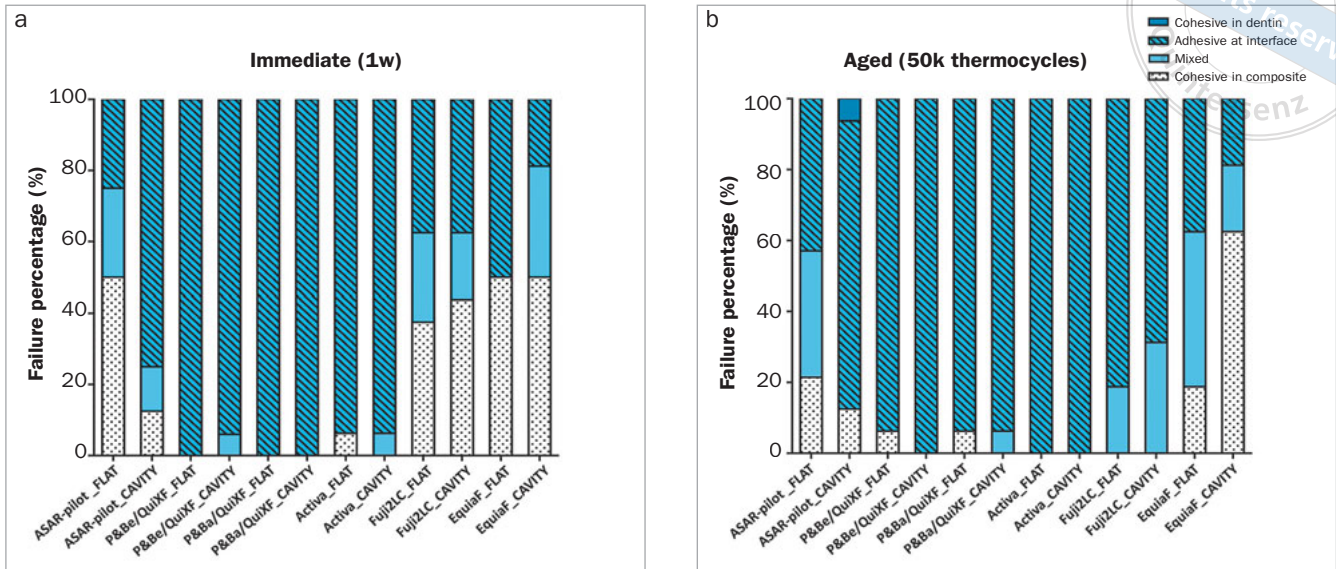 a
Immediate (1w)
Failure percentage (%)
100
80
60
40
20
0
ASAR-pilot_FLAT
ASAR-pilot_CAVITY
P&Be/QuiXF_FLAT
P&Be/QuiXF_CAVITY
P&Ba/QuiXF_FLAT
P&Ba/QuiXF_CAVITY
Activa_FLAT
Activa_CAVITY
Fuji2LC_FLAT
Fuji2LC_CAVITY
EquiaF_FLAT
EquiaF_CAVITY
b
Cohesive in dentin
Adhesive at interface
Mixed
Cohesive in composite
Aged (50k thermocycles)
Failure percentage (%)
100
80
60
40
20
0
ASAR-pilot_FLAT
ASAR-pilot_CAVITY
P&Be/QuiXF_FLAT
P&Be/QuiXF_CAVITY
P&Ba/QuiXF_FLAT
P&Ba/QuiXF_CAVITY
Activa_FLAT
Activa_CAVITY
Fuji2LC_FLAT
Fuji2LC_CAVITY
EquiaF_FLAT
EquiaF_CAVITY